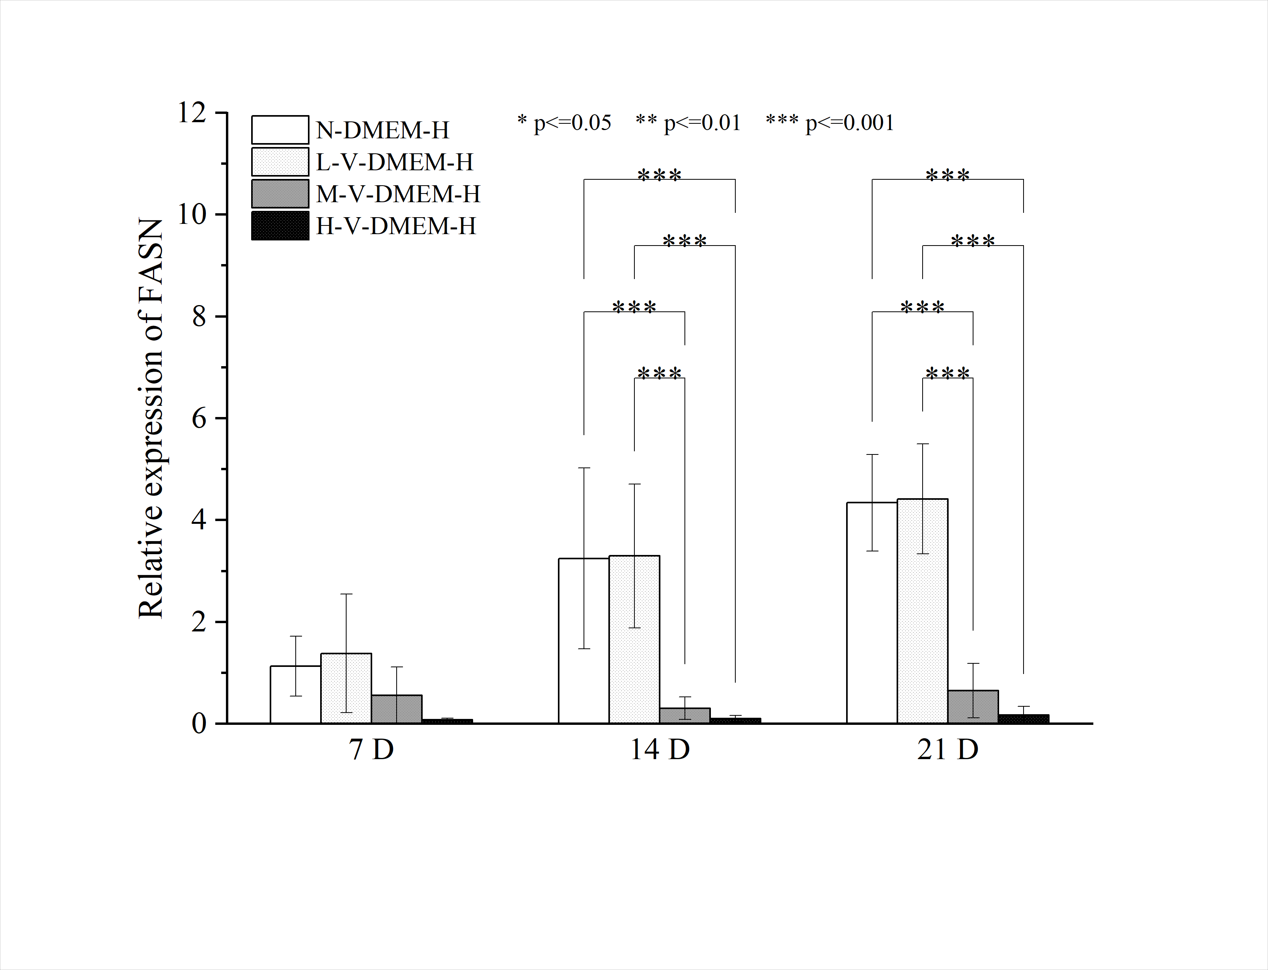 * p<=0.05 ** p<=0.01 *** p<=0.001
N-DMEM-H
L-V-DMEM-H
M-V-DMEM-H
H-V-DMEM-H
Relative expression of FASN
12
10
8
6
4
2
0
*** ***
*** ***
*** ***
*** ***
7 D 14 D 21 D